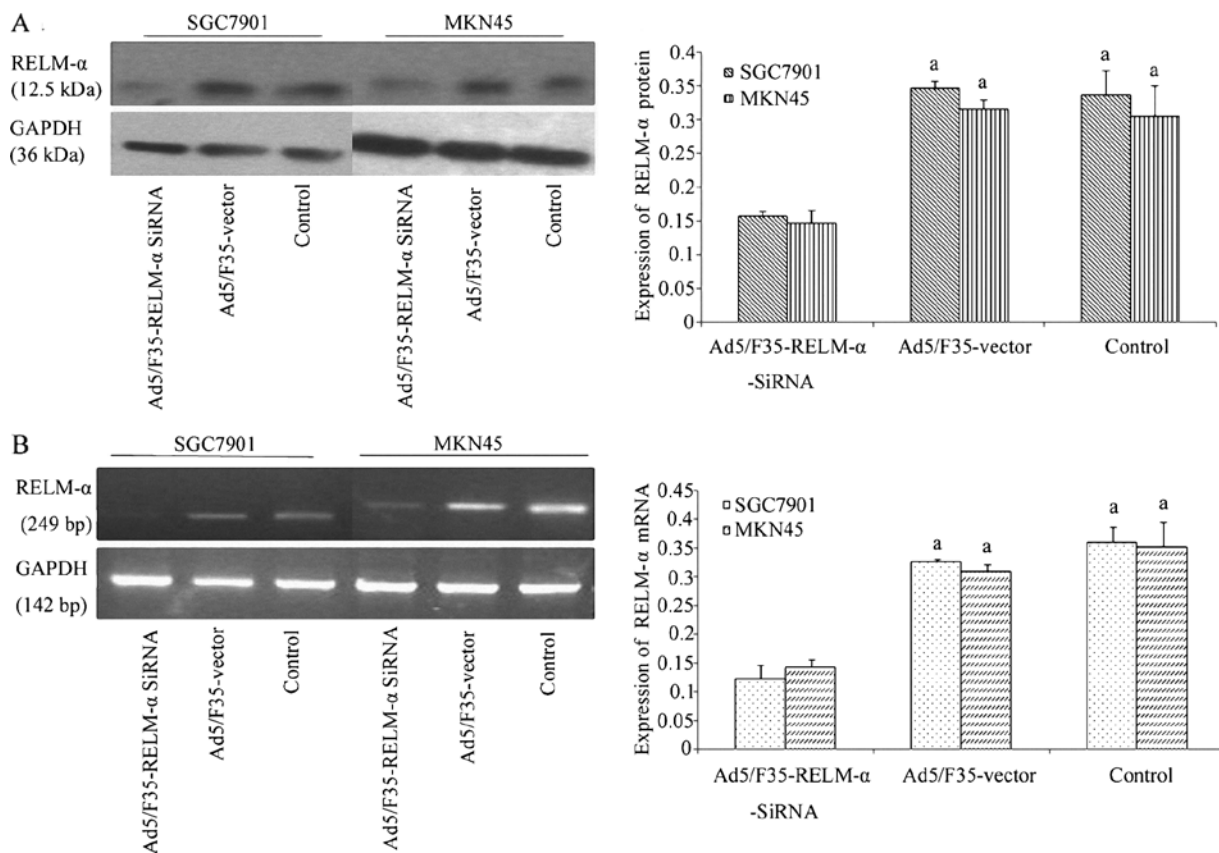 A
SGC7901
MKN45
RELM-α
(12.5 kDa)
GAPDH
(36 kDa)
Ad5/F35-RELM-α SiRNA
Ad5/F35-vector
Control
Ad5/F35-RELM-α SiRNA
Ad5/F35-vector
Control
Expression of RELM-α protein
0.4
0.35
0.3
0.25
0.2
0.15
0.1
0.05
0
SGC7901
MKN45
a
a
a
a
Ad5/F35-RELM-α
-SiRNA
Ad5/F35-vector
Control
B
SGC7901
MKN45
RELM-α
(249 bp)
GAPDH
(142 bp)
Ad5/F35-RELM-α SiRNA
Ad5/F35-vector
Control
Ad5/F35-RELM-α SiRNA
Ad5/F35-vector
Control
Expression of RELM-α mRNA
0.45
0.4
0.35
0.3
0.2
0.15
0.1
0.05
0
SGC7901
MKN45
a
a
a
a
Ad5/F35-RELM-α
-SiRNA
Ad5/F35-vector
Control